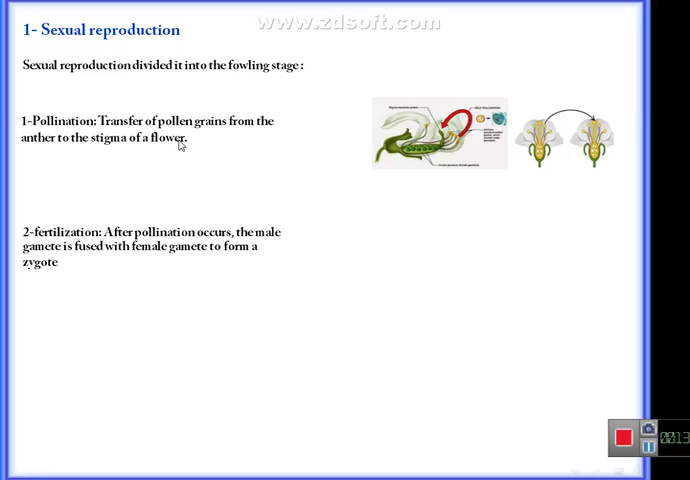 www.zdsoft.com
1- Sexual reproduction
Sexual reproduction divided it into the fowling stage :
1-Pollination: Transfer of pollen grains from the
anther to the stigma of a flower.
2-fertilization: After pollination occurs, the male
gamete is fused with female gamete to form a
zygote